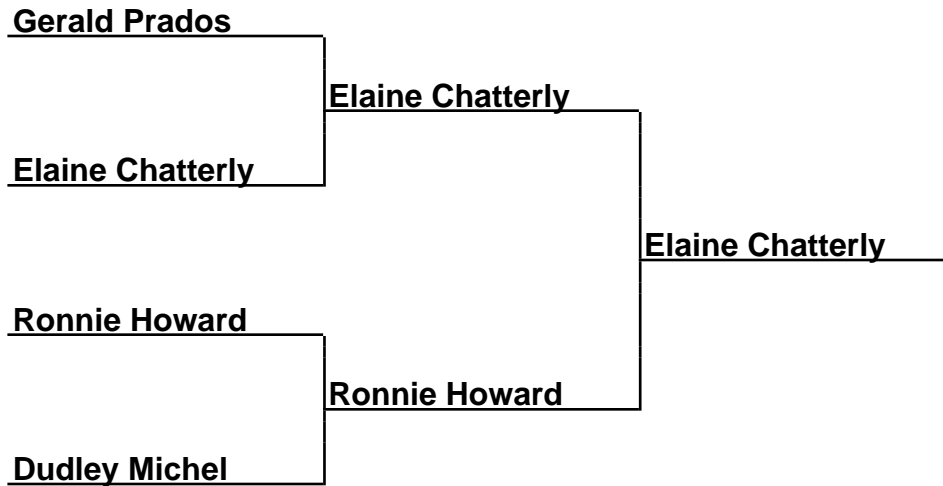 Gerald Prados
Elaine Chatterly
Elaine Chatterly
Elaine Chatterly
Ronnie Howard
Ronnie Howard
Dudley Michel